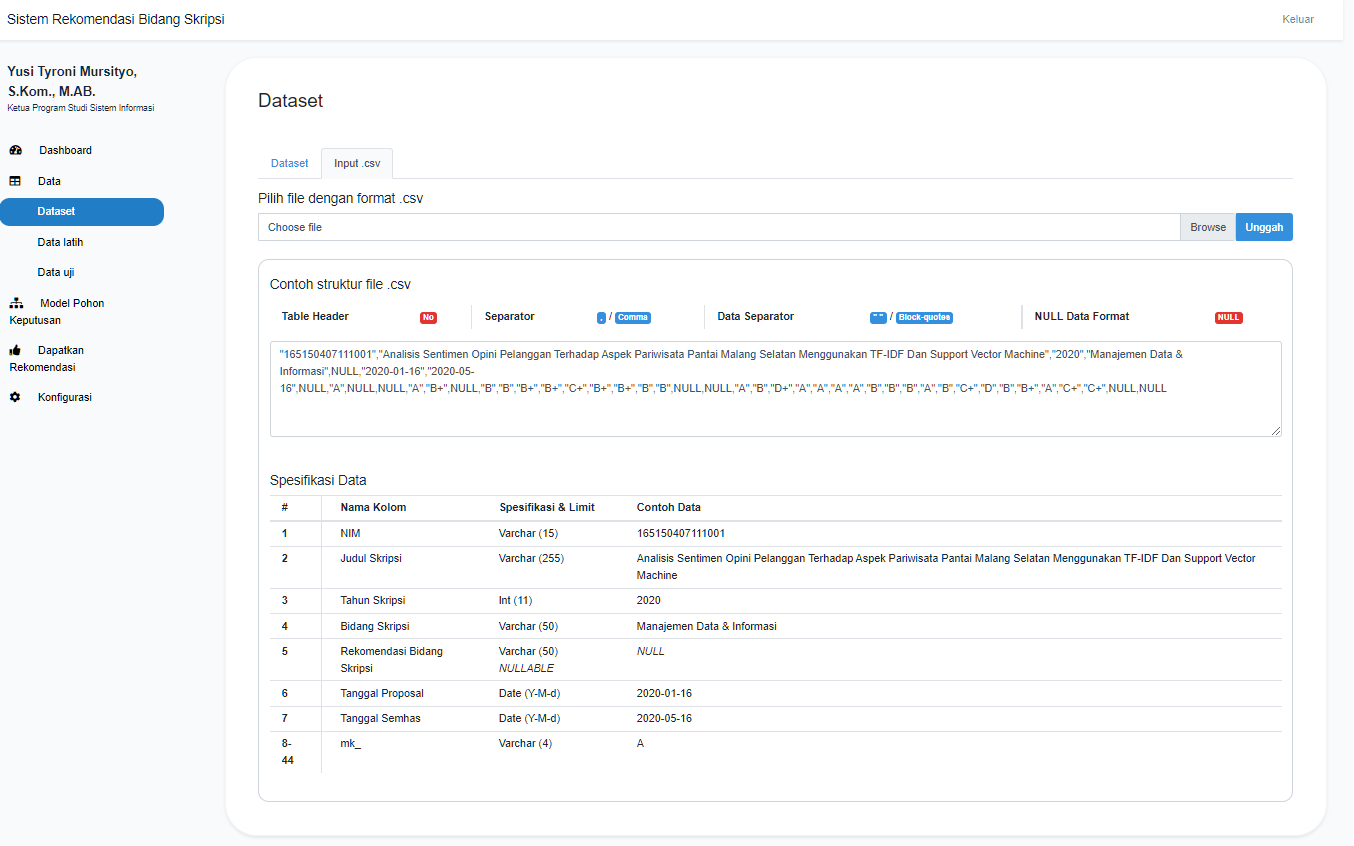 Sistem Rekomendasi Bidang Skripsi
Keluar
Yusi Tyroni Mursityo,
S.Kom., M.AB.
Ketua Program Studi Sistem Informasi
Dashboard
Data
Dataset
Data latih
Data uji
Model Pohon
Keputusan
Dapatkan
Rekomendasi
Konfigurasi
Dataset
Dataset
Input .csv
Pilih file dengan format .csv
Choose file
Browse
Unggah
Contoh struktur file .csv
Table Header No Separator , / Comma Data Separator " " / Block-quotes NULL Data Format NULL
"165150407111001","Analisis Sentimen Opini Pelanggan Terhadap Aspek Pariwisata Pantai Malang Selatan Menggunakan TF-IDF Dan Support Vector Machine","2020","Manajemen Data &
Informasi",NULL,"2020-01-16","2020-05-
16",NULL,"A",NULL,NULL,"A","B+",NULL,"B","B","B+","B+","C+","B+","B+","B","B",NULL,NULL,"A","B","D+","A","A","A","A","B","B","B","A","B","C+","D","B","B+","A","C+","C+",NULL,NULL
Spesifikasi Data
# Nama Kolom Spesifikasi & Limit Contoh Data
1 NIM Varchar (15) 165150407111001
2 Judul Skripsi Varchar (255) Analisis Sentimen Opini Pelanggan Terhadap Aspek Pariwisata Pantai Malang Selatan Menggunakan TF-IDF Dan Support Vector
Machine
3 Tahun Skripsi Int (11) 2020
4 Bidang Skripsi Varchar (50) Manajemen Data & Informasi
5 Rekomendasi Bidang Varchar (50) NULL
Skripsi NULLABLE
6 Tanggal Proposal Date (Y-M-d) 2020-01-16
7 Tanggal Semhas Date (Y-M-d) 2020-05-16
8- mk_ Varchar (4) A
44